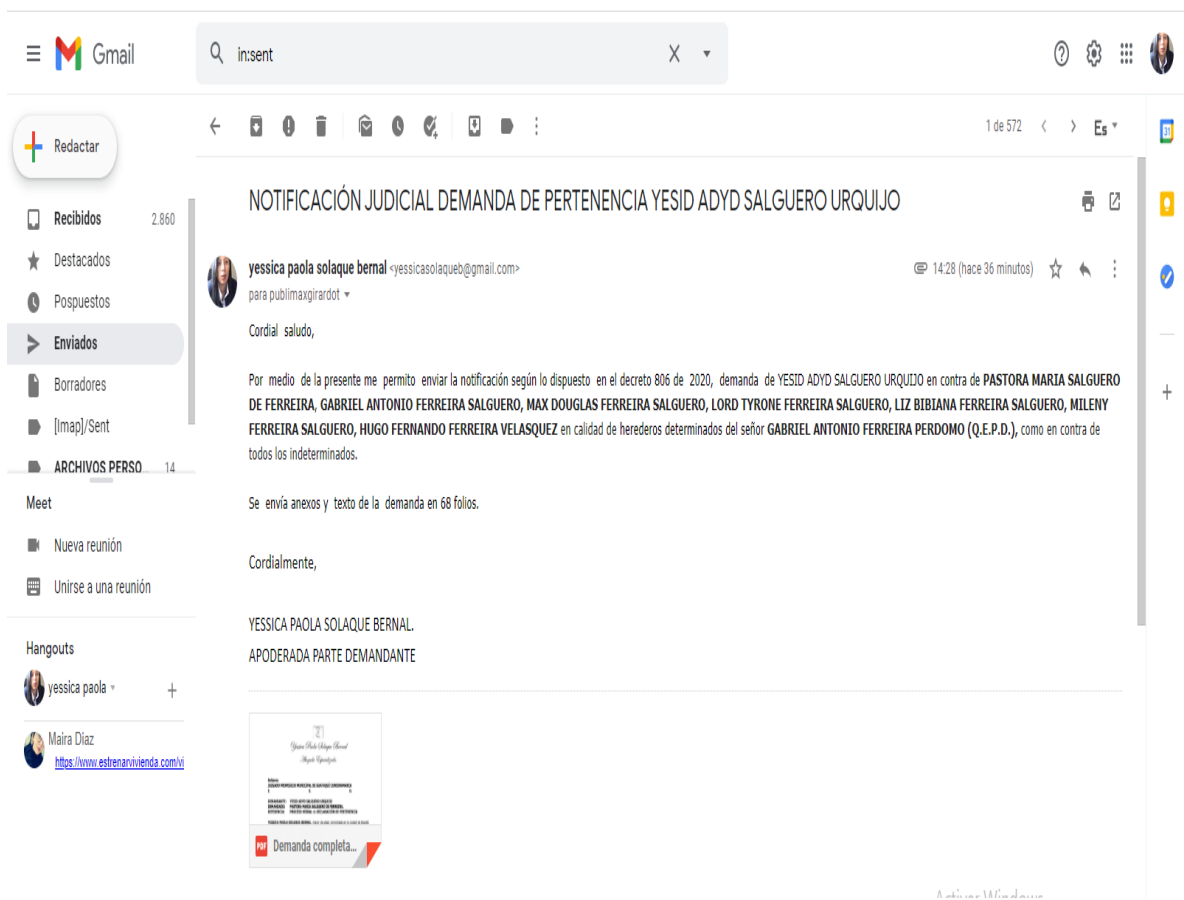 Gmail
in:sent
Redactar
1 de 572
Es
31
Recibidos 2.860
Destacados
Pospuestos
Enviados
Borradores
[Imap]/Sent
ARCHIVOS PERSO... 14
Meet
Nueva reunión
Unirse a una reunión
Hangouts
yessica paola
Maira Diaz
https://www.estrenarvivienda.com/vi
NOTIFICACIÓN JUDICIAL DEMANDA DE PERTENENCIA YESID ADYD SALGUERO URQUIJO
yessica paola solaque bernal <yessicasolaqueb@gmail.com>
14:28 (hace 36 minutos)
para publimaxgirardot
Cordial saludo,
Por medio de la presente me permito enviar la notificación según lo dispuesto en el decreto 806 de 2020, demanda de YESID ADYD SALGUERO URQUIJO en contra de PASTORA MARIA SALGUERO
DE FERREIRA, GABRIEL ANTONIO FERREIRA SALGUERO, MAX DOUGLAS FERREIRA SALGUERO, LORD TYRONE FERREIRA SALGUERO, LIZ BIBIANA FERREIRA SALGUERO, MILENY
FERREIRA SALGUERO, HUGO FERNANDO FERREIRA VELASQUEZ en calidad de herederos determinados del señor GABRIEL ANTONIO FERREIRA PERDOMO (Q.E.P.D.), como en contra de
todos los indeterminados.
Se envía anexos y texto de la demanda en 68 folios.
Cordialmente,
YESSICA PAOLA SOLAQUE BERNAL.
APODERADA PARTE DEMANDANTE
PDF Demanda completa...
Activar Windows